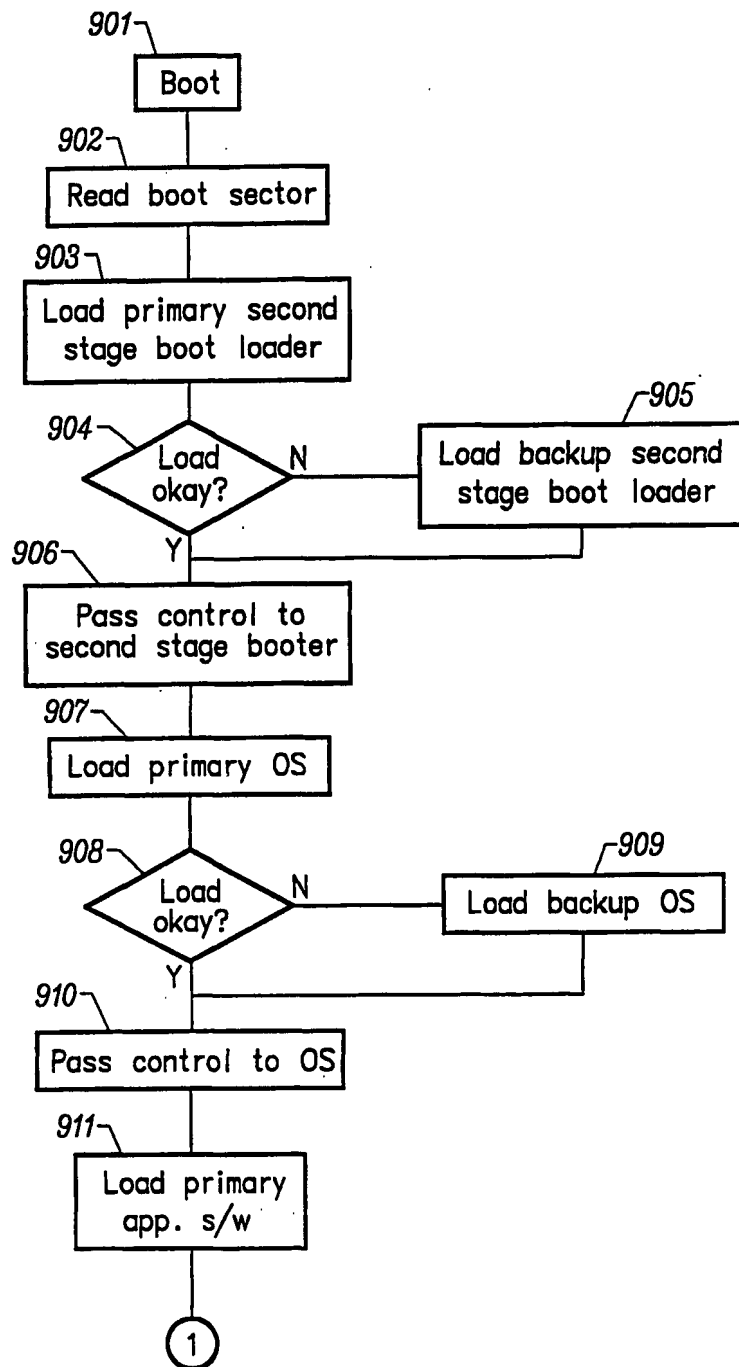 901
Boot
902
Read boot sector
903
Load primary second
stage boot loader
904
Load
okay?
N
Y
905
Load backup second
stage boot loader
906
Pass control to
second stage booter
907
Load primary OS
908
Load
okay?
N
Y
909
Load backup OS
910
Pass control to OS
911
Load primary
app. s/w
1